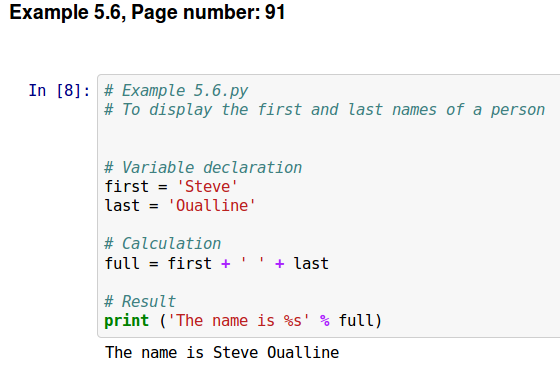 Example 5.6, Page number: 91
In [8]: # Example 5.6.py
# To display the first and last names of a person
# Variable declaration
first = 'Steve'
last = 'Oualline'
# Calculation
full = first + ' ' + last
# Result
print ('The name is %s' % full)
The name is Steve Oualline